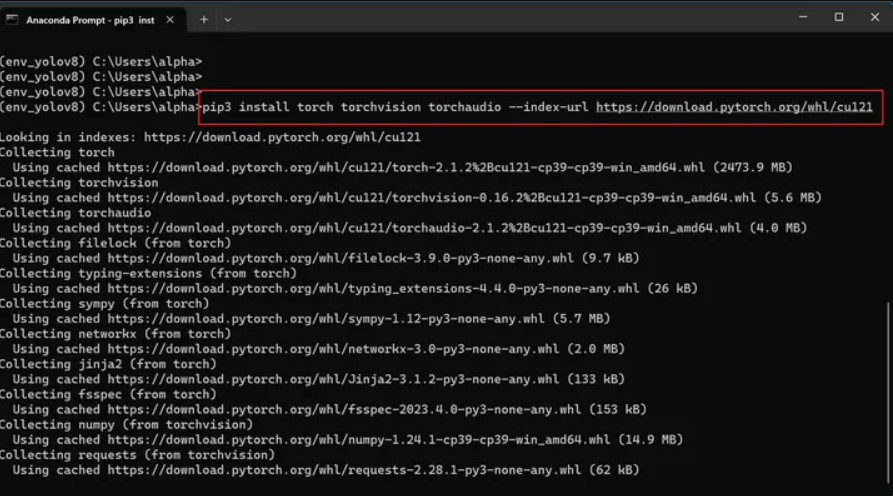 Anaconda Prompt - pip3 inst
(env_yolov8) C:\Users\alpha>
(env_yolov8) C:\Users\alpha>
(env_yolov8) C:\Users\alpha>
(env_yolov8) C:\Users\alpha>pip3 install torch torchvision torchaudio --index-url https://download.pytorch.org/whl/cu121
Looking in indexes: https://download.pytorch.org/whl/cu121
Collecting torch
Using cached https://download.pytorch.org/whl/cu121/torch-2.1.2%2Bcu121-cp39-cp39-win_amd64.whl (2473.9 MB)
Collecting torchvision
Using cached https://download.pytorch.org/whl/cu121/torchvision-0.16.2%2Bcu121-cp39-cp39-win_amd64.whl (5.6 MB)
Collecting torchaudio
Using cached https://download.pytorch.org/whl/cu121/torchaudio-2.1.2%2Bcu121-cp39-cp39-win_amd64.whl (4.0 MB)
Collecting filelock (from torch)
Using cached https://download.pytorch.org/whl/filelock-3.9.0-py3-none-any.whl (9.7 kB)
Collecting typing-extensions (from torch)
Using cached https://download.pytorch.org/whl/typing_extensions-4.4.0-py3-none-any.whl (26 kB)
Collecting sympy (from torch)
Using cached https://download.pytorch.org/whl/sympy-1.12-py3-none-any.whl (5.7 MB)
Collecting networkx (from torch)
Using cached https://download.pytorch.org/whl/networkx-3.0-py3-none-any.whl (2.0 MB)
Collecting jinja2 (from torch)
Using cached https://download.pytorch.org/whl/Jinja2-3.1.2-py3-none-any.whl (133 kB)
Collecting fsspec (from torch)
Using cached https://download.pytorch.org/whl/fsspec-2023.4.0-py3-none-any.whl (153 kB)
Collecting numpy (from torchvision)
Using cached https://download.pytorch.org/whl/numpy-1.24.1-cp39-cp39-win_amd64.whl (14.9 MB)
Collecting requests (from torchvision)
Using cached https://download.pytorch.org/whl/requests-2.28.1-py3-none-any.whl (62 kB)